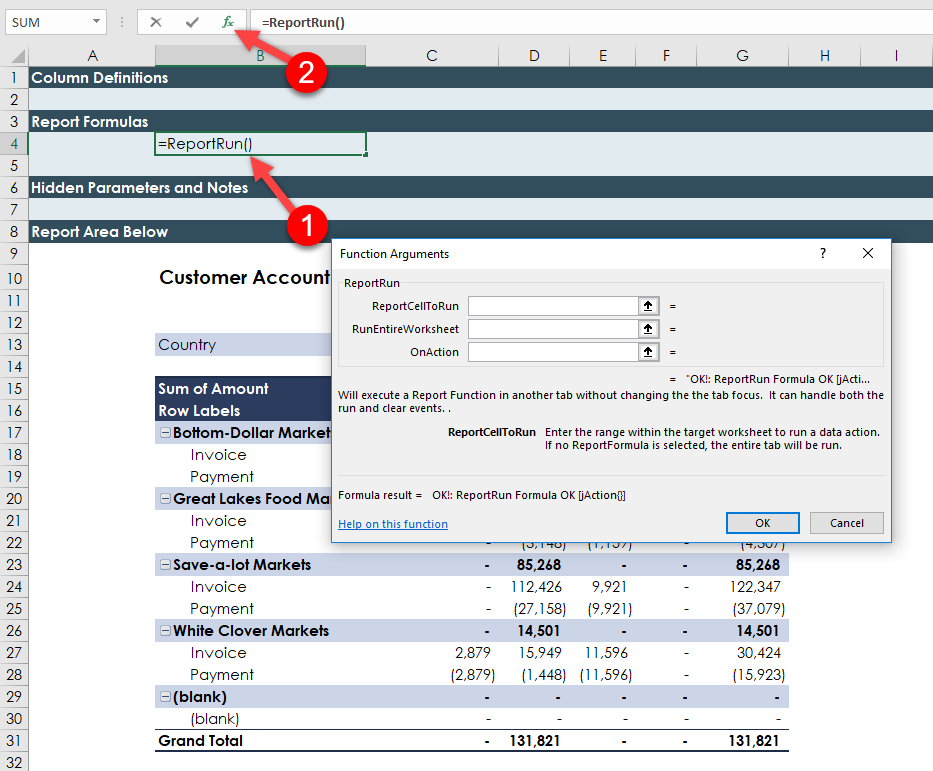 SUM fx =ReportRun()
A B C D E F G H I
2
1 Column Definitions
2
3 Report Formulas
4 =ReportRun()
5
6 Hidden Parameters and Notes
7
1
8 Report Area Below
9
Function Arguments ?
10 Customer Account
ReportRun
11
ReportCellToRun =
12
RunEntireWorksheet =
13 Country
OnAction =
14
= "OK!: ReportRun Formula OK [jActi...
15 Sum of Amount
Will execute a Report Function in another tab without changing the the tab focus. It can handle both the
run and clear events. .
16 Row Labels
17 Bottom-Dollar Market
ReportCellToRun Enter the range within the target worksheet to run a data action.
If no ReportFormula is selected, the entire tab will be run.
18 Invoice
19 Payment
20 Great Lakes Food Ma
Formula result = OK!: ReportRun Formula OK [jAction{}]
21 Invoice
Help on this function OK Cancel
22 Payment - (3,148) (1,159) - (4,307)
23 Save-a-lot Markets - 85,268 - - 85,268
24 Invoice - 112,426 9,921 - 122,347
25 Payment - (27,158) (9,921) - (37,079)
26 White Clover Markets - 14,501 - - 14,501
27 Invoice 2,879 15,949 11,596 - 30,424
28 Payment (2,879) (1,448) (11,596) - (15,923)
29 (blank) - - - - -
30 (blank) - - - - -
31 Grand Total - 131,821 - - 131,821
32